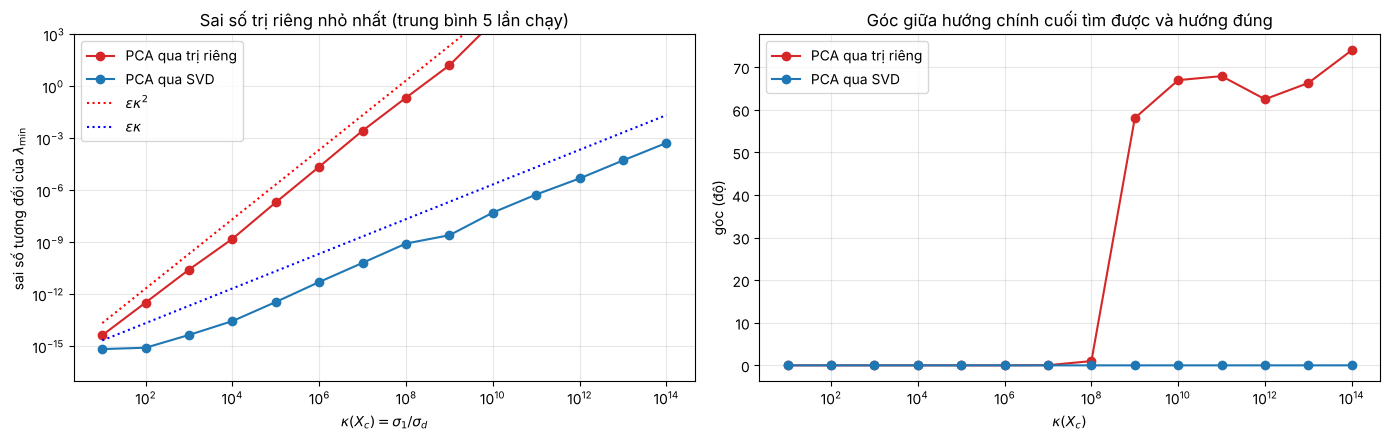 Sai số trị riêng nhỏ nhất (trung bình 5 lần chạy)
PCA qua trị riêng
PCA qua SVD
εκ²
εκ
sai số tương đối của λ_min
10³
10⁰
10⁻³
10⁻⁶
10⁻⁹
10⁻¹²
10⁻¹⁵
10² 10⁴ 10⁶ 10⁸ 10¹⁰ 10¹² 10¹⁴
κ(X_c) = σ₁/σ_d
Góc giữa hướng chính cuối tìm được và hướng đúng
PCA qua trị riêng
PCA qua SVD
góc (độ)
70
60
50
40
30
20
10
0
10² 10⁴ 10⁶ 10⁸ 10¹⁰ 10¹² 10¹⁴
κ(X_c)